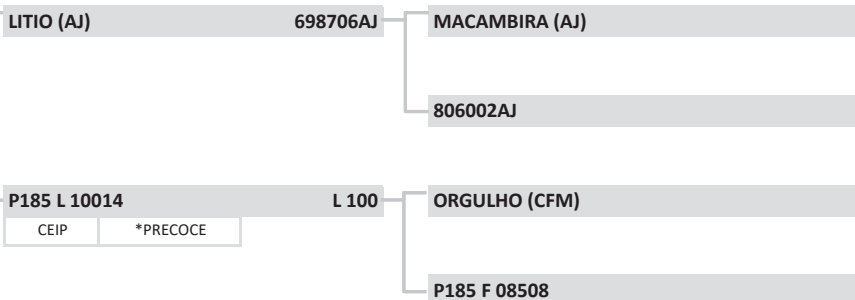 LITIO (AJ) 698706AJ MACAMBIRA (AJ)
806002AJ
P185 L 10014 L 100 ORGULHO (CFM)
CEIP *PRECOCE
P185 F 08508